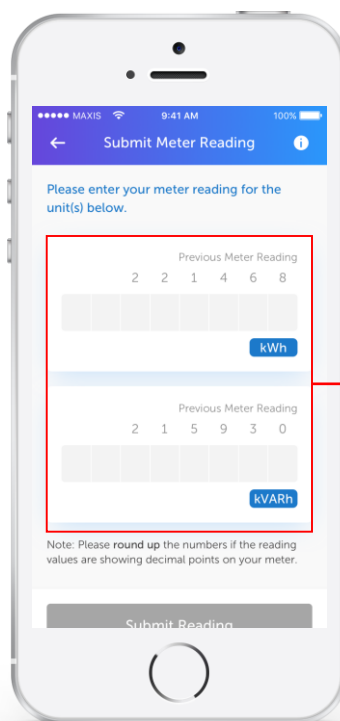 MAXIS 9:41 AM 100%
Submit Meter Reading
Please enter your meter reading for the
unit(s) below.
Previous Meter Reading
2 2 1 4 6 8
kWh
Previous Meter Reading
2 1 5 9 3 0
kVARh
Note: Please round up the numbers if the reading
values are showing decimal points on your meter.
Submit Reading